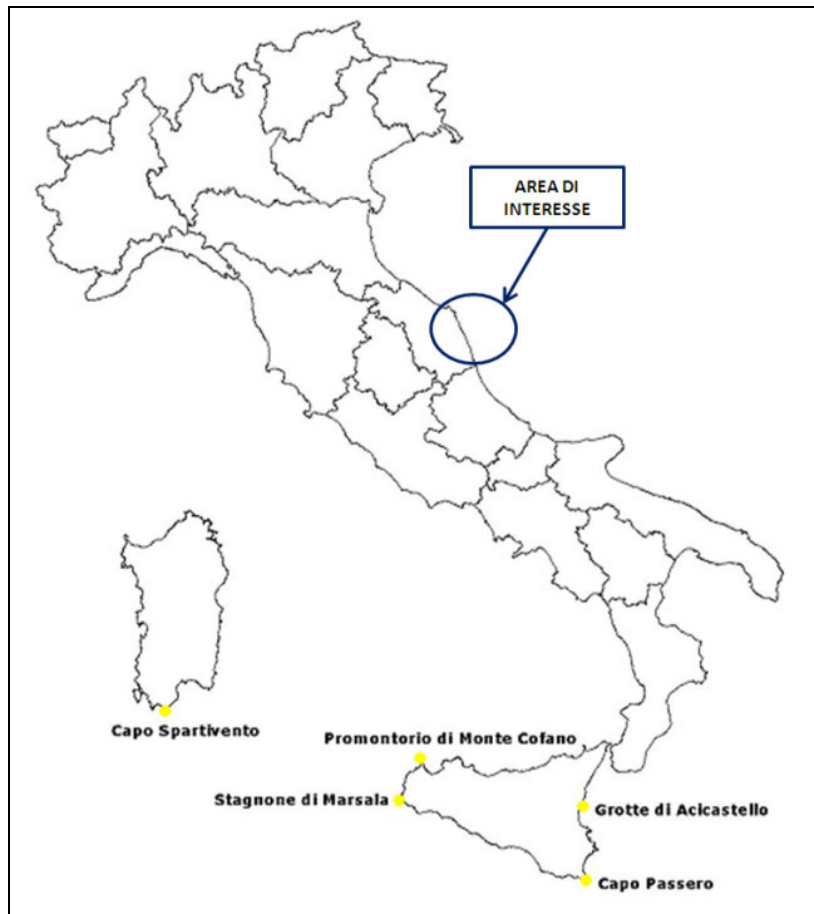 AREA DI
INTERESSE
Capo Spartivento
Promontorio di Monte Cofano
Stagnone di Marsala
Grotte di Acicastello
Capo Passero